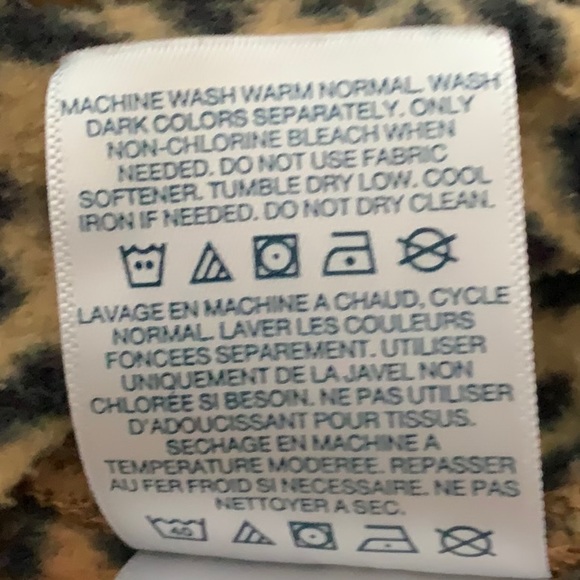 MACHINE WASH WARM NORMAL. WASH
DARK COLORS SEPARATELY. ONLY
NON-CHLORINE BLEACH WHEN
NEEDED. DO NOT USE FABRIC
SOFTENER. TUMBLE DRY LOW. COOL
IRON IF NEEDED. DO NOT DRY CLEAN.
LAVAGE EN MACHINE A CHAUD, CYCLE
NORMAL. LAVER LES COULEURS
FONCEES SEPAREMENT. UTILISER
UNIQUEMENT DE LA JAVEL NON
CHLORÉE SI BESOIN. NE PAS UTILISER
D'ADOUCISSANT POUR TISSUS.
SECHAGE EN MACHINE A
TEMPERATURE MODEREE. REPASSER
AU FER FROID SI NECESSAIRE. NE PAS
NETTOYER A SEC.
40